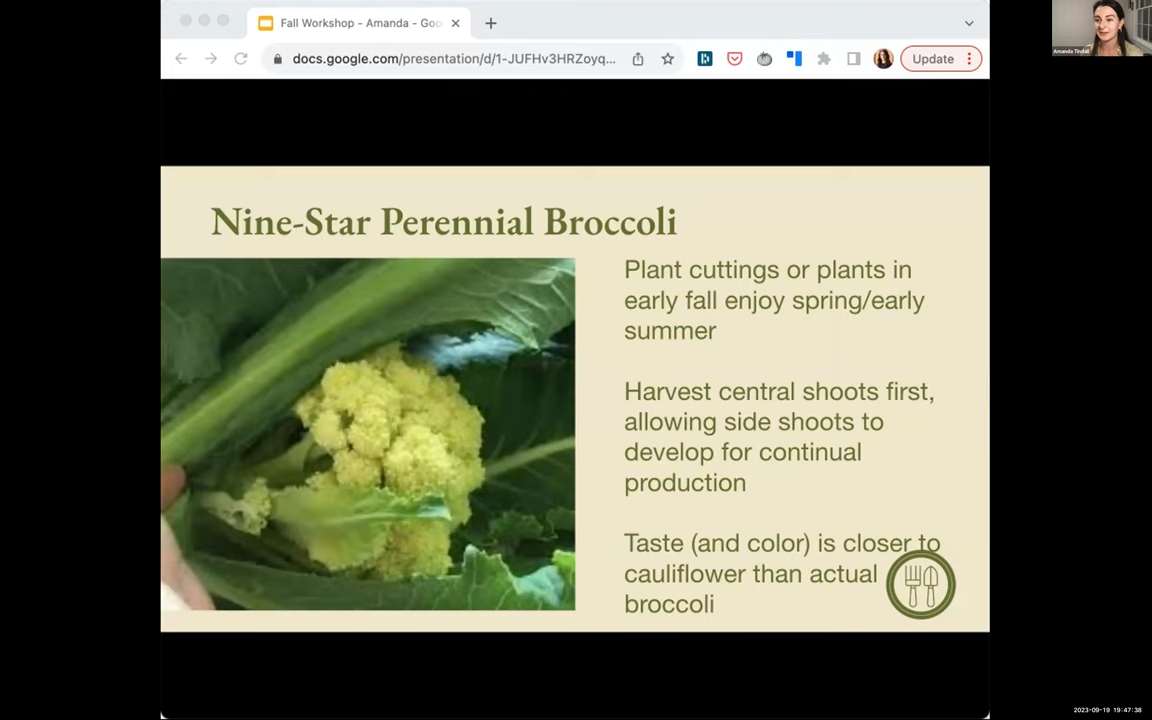 Fall Workshop - Amanda - Goo
docs.google.com/presentation/d/1-JUFHv3HRZoyq...
Update
Amanda Tindall
Nine-Star Perennial Broccoli
Plant cuttings or plants in
early fall enjoy spring/early
summer
Harvest central shoots first,
allowing side shoots to
develop for continual
production
Taste (and color) is closer to
cauliflower than actual
broccoli
2023-09-19 19:47:38